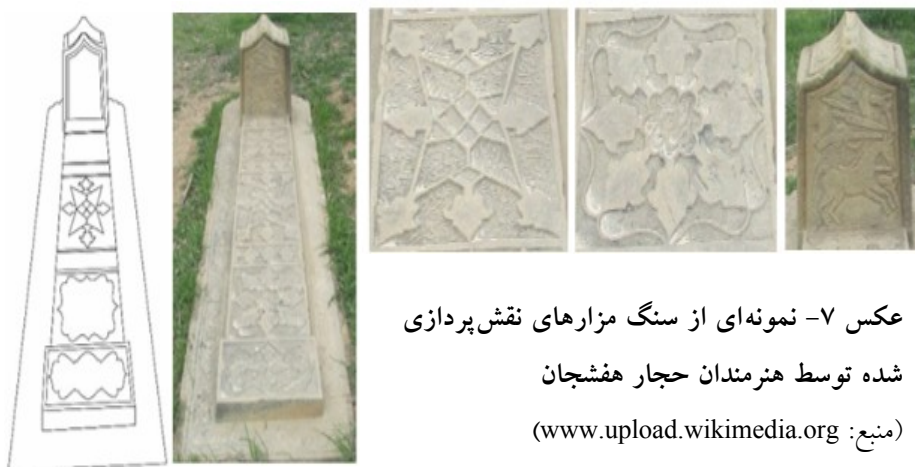 عکس ۷- نمونه‌ای از سنگ مزارهای نقش‌پردازی
شده توسط هنرمندان حجار هفشجان
(منبع: www.upload.wikimedia.org)